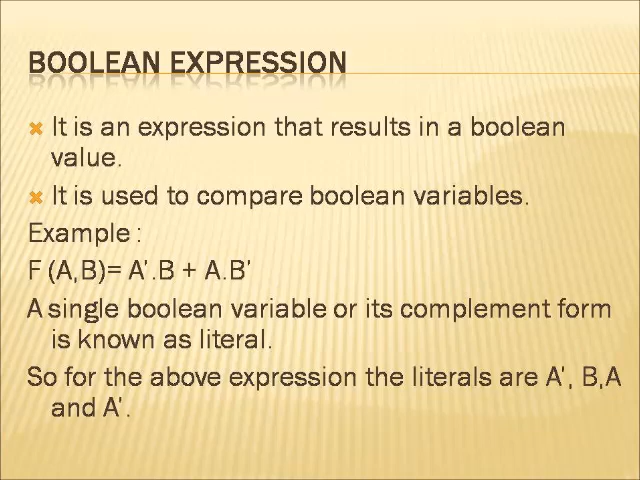 BOOLEAN EXPRESSION
It is an expression that results in a boolean
value.
It is used to compare boolean variables.
Example :
F (A,B)= A’.B + A.B’
A single boolean variable or its complement form
is known as literal.
So for the above expression the literals are A’, B,A
and A’.